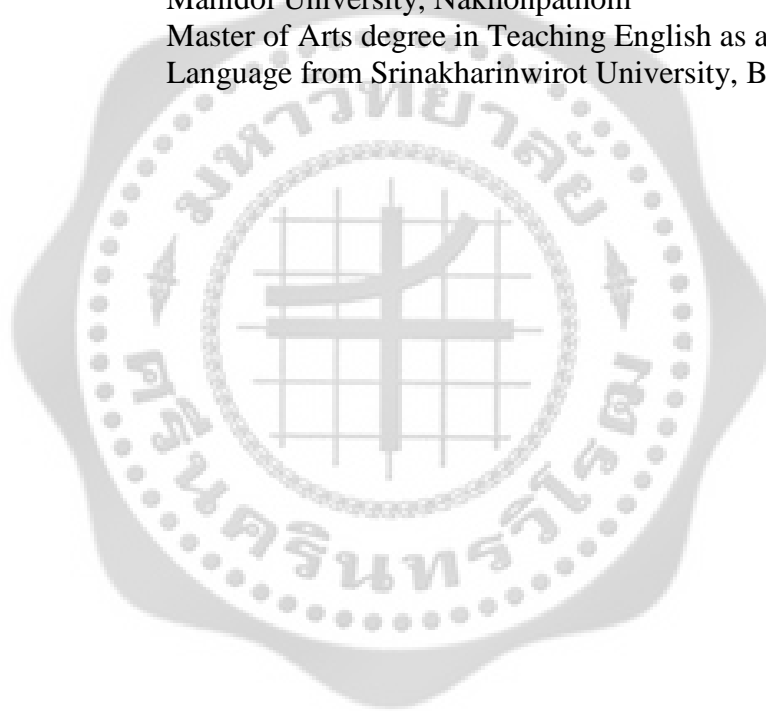 Mahidol University, Nakhonpathom
Master of Arts degree in Teaching English as a
Language from Srinakharinwirot University, B
มหาวิทยาลัย
ศรีนครินทรวิโรฒ